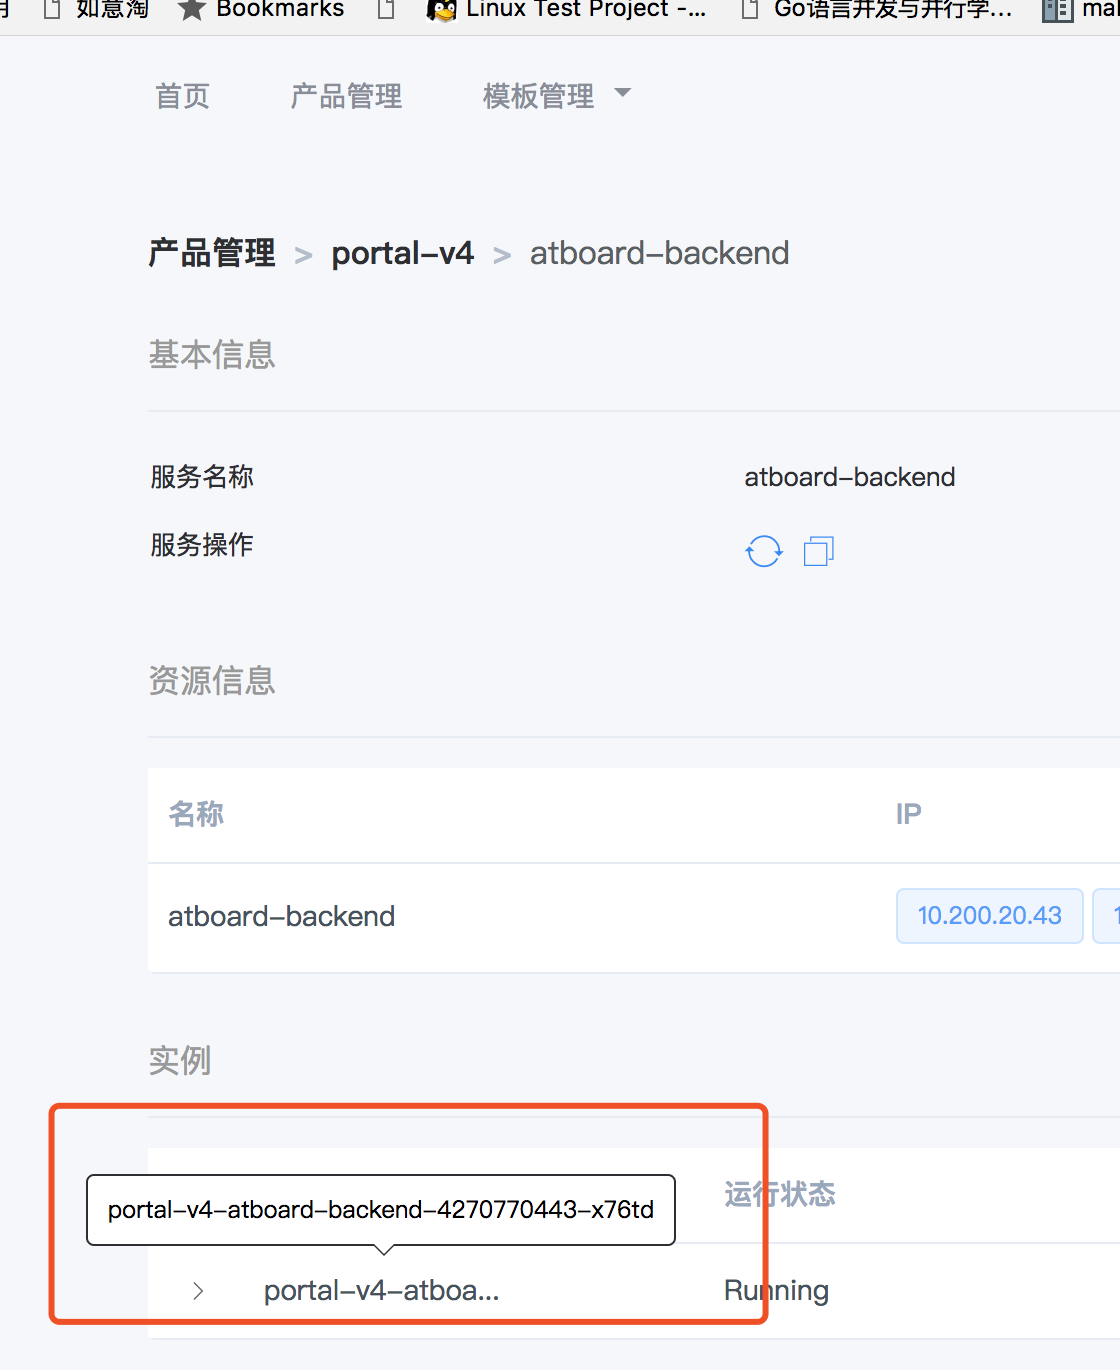 如意淘 Bookmarks Linux Test Project -... Go语言并发与并行学...
首页 产品管理 模板管理
产品管理 > portal-v4 > atboard-backend
基本信息
服务名称 atboard-backend
服务操作
资源信息
名称 IP
atboard-backend 10.200.20.43
实例
运行状态
portal-v4-atboard-backend-4270770443-x76td
portal-v4-atboa... Running